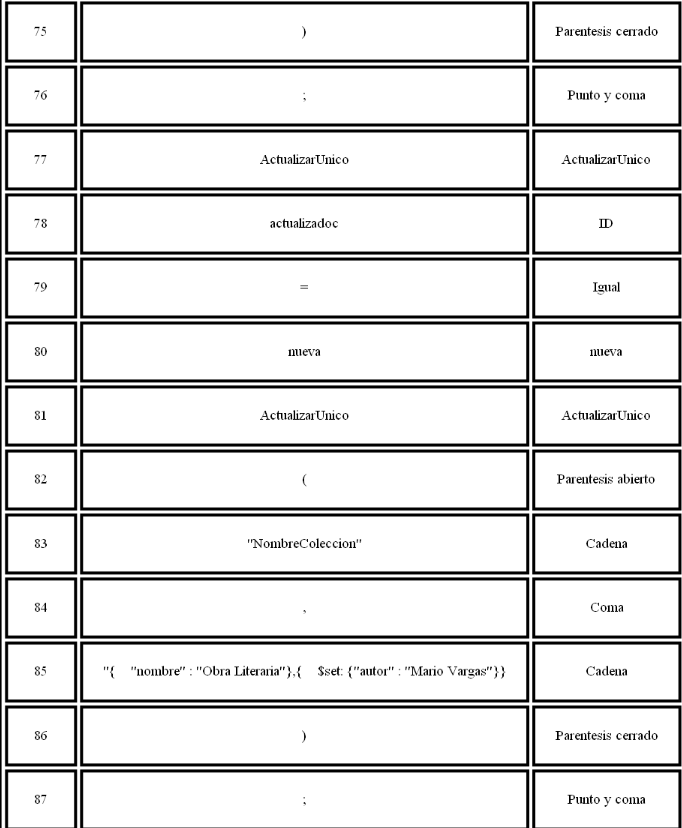 75 ) Parentesis cerrado
76 ; Punto y coma
77 ActualizarUnico ActualizarUnico
78 actualizadoc ID
79 = Igual
80 nueva nueva
81 ActualizarUnico ActualizarUnico
82 ( Parentesis abierto
83 "NombreColeccion" Cadena
84 , Coma
85 "{ "nombre" : "Obra Literaria"},{ $set: {"autor" : "Mario Vargas"}} Cadena
86 ) Parentesis cerrado
87 ; Punto y coma